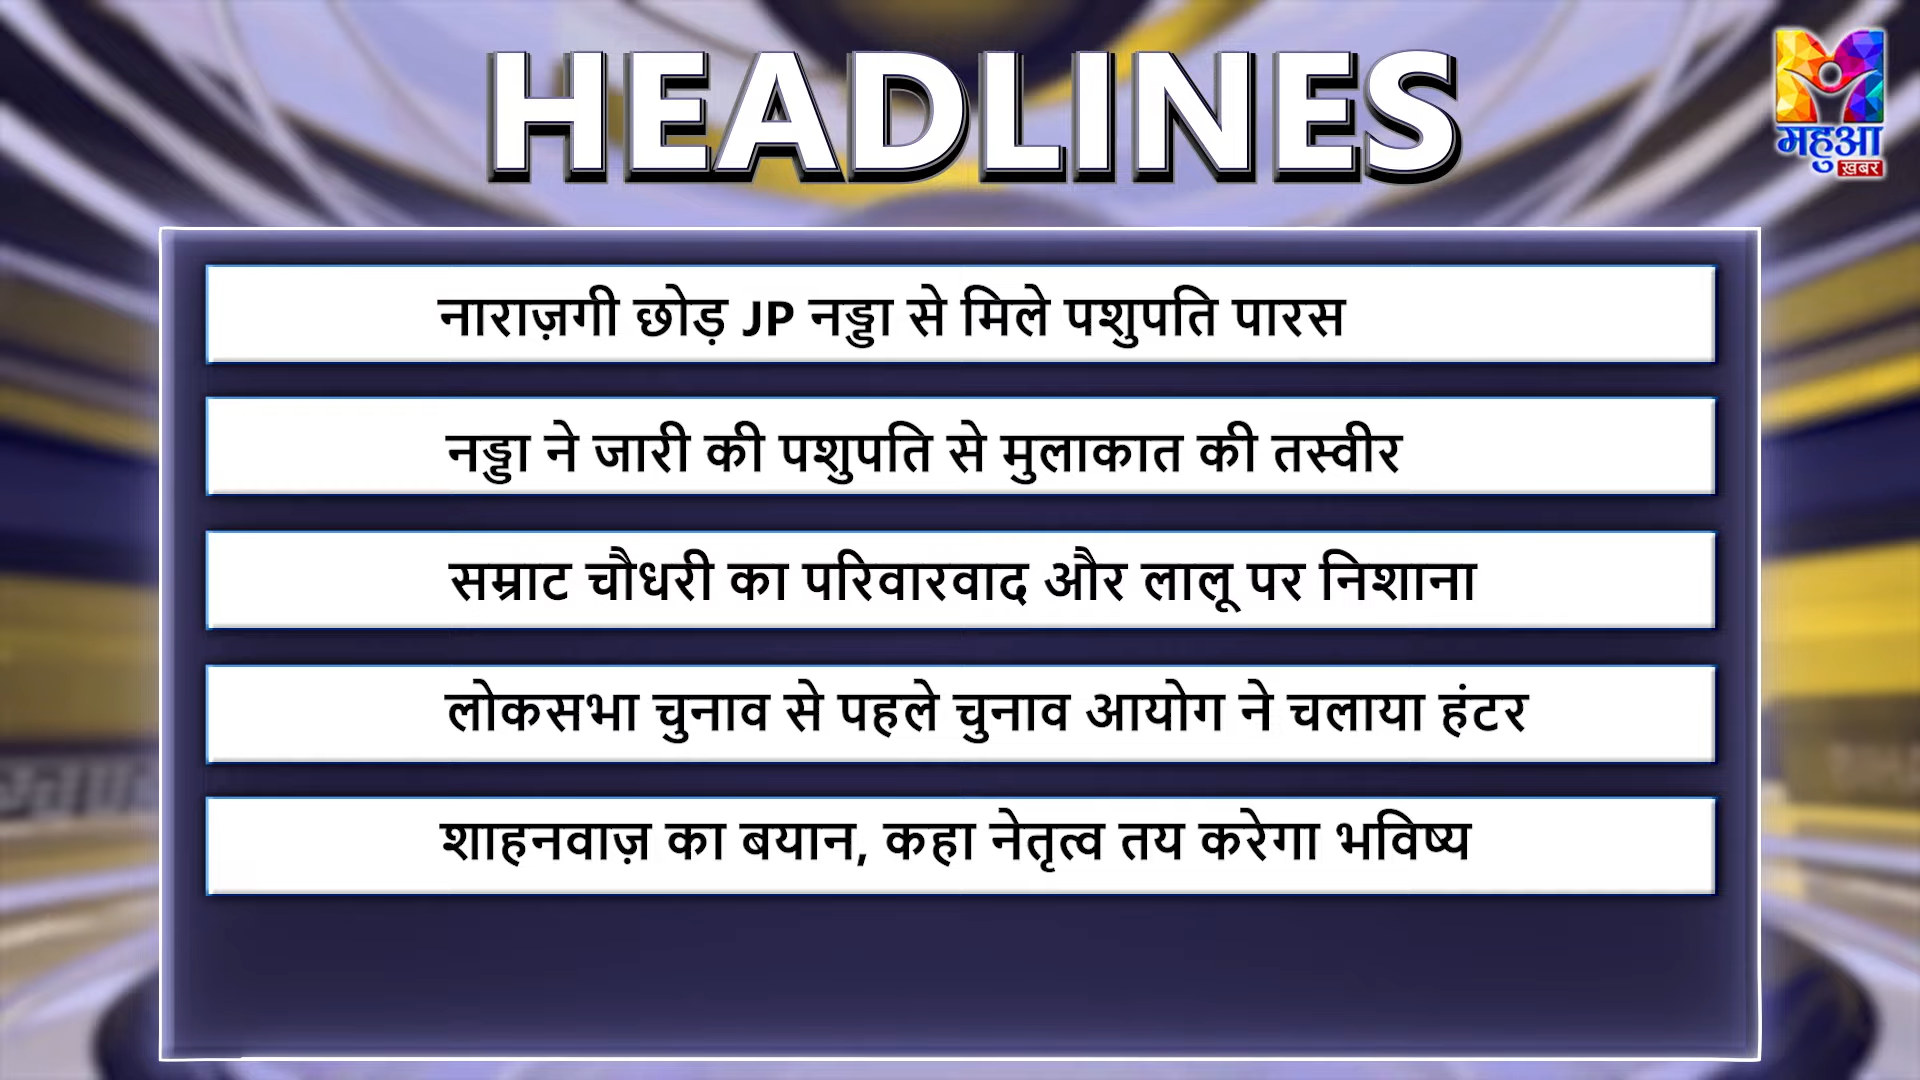 HEADLINES
महुआ
ख़बर
नाराज़गी छोड़ JP नड्डा से मिले पशुपति पारस
नड्डा ने जारी की पशुपति से मुलाकात की तस्वीर
सम्राट चौधरी का परिवारवाद और लालू पर निशाना
लोकसभा चुनाव से पहले चुनाव आयोग ने चलाया हंटर
शाहनवाज़ का बयान, कहा नेतृत्व तय करेगा भविष्य